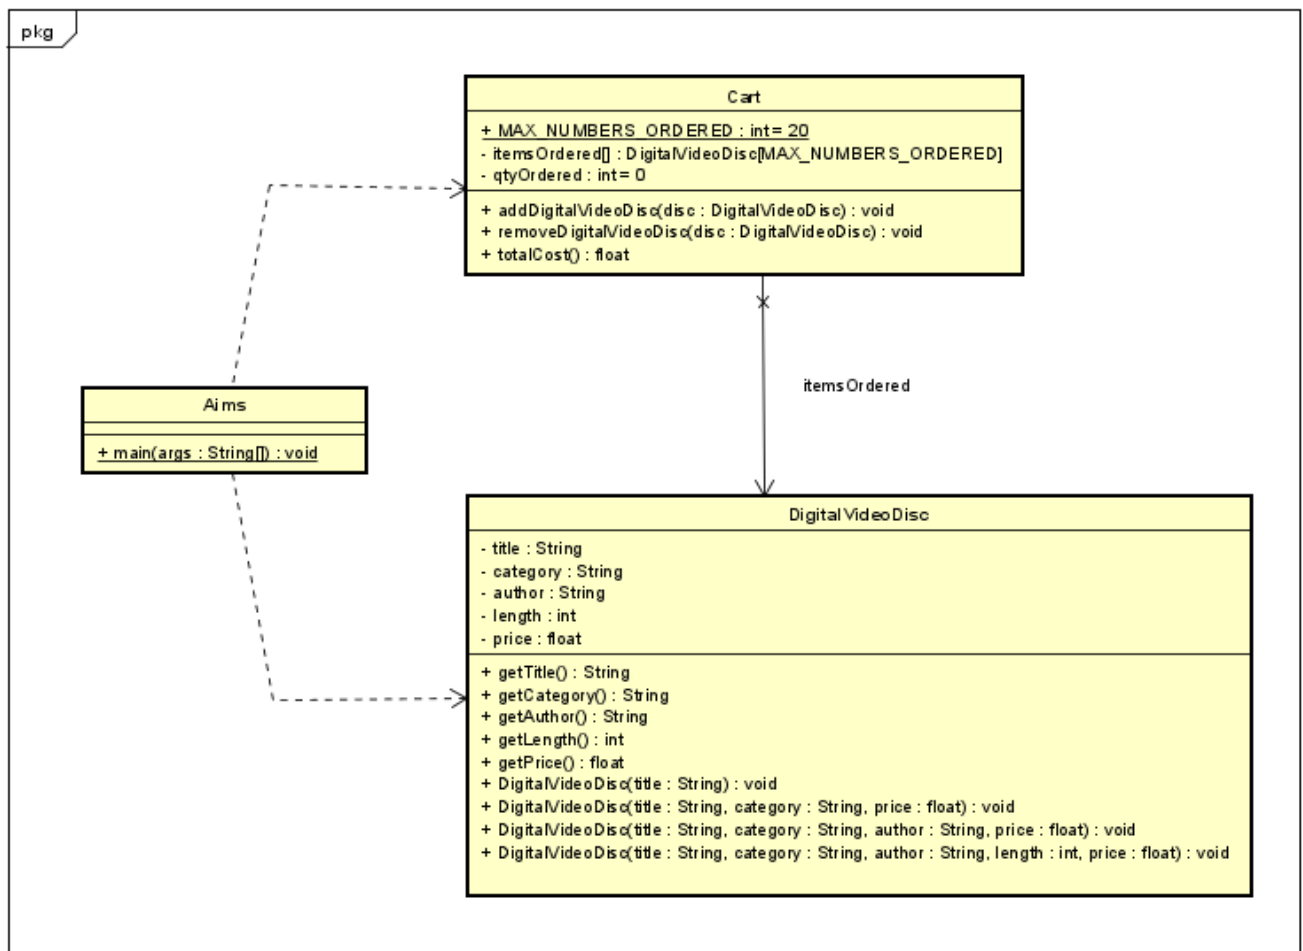 pkg
Cart
+ MAX_NUMBERS_ORDERED : int = 20
- itemsOrdered[] : DigitalVideoDisc[MAX_NUMBERS_ORDERED]
- qtyOrdered : int = 0
+ addDigitalVideoDisc(disc : DigitalVideoDisc) : void
+ removeDigitalVideoDisc(disc : DigitalVideoDisc) : void
+ totalCost() : float
itemsOrdered
Aims
+ main(args : String[]) : void
DigitalVideoDisc
- title : String
- category : String
- author : String
- length : int
- price : float
+ getTitle() : String
+ getCategory() : String
+ getAuthor() : String
+ getLength() : int
+ getPrice() : float
+ DigitalVideoDisc(title : String) : void
+ DigitalVideoDisc(title : String, category : String, price : float) : void
+ DigitalVideoDisc(title : String, category : String, author : String, price : float) : void
+ DigitalVideoDisc(title : String, category : String, author : String, length : int, price : float) : void